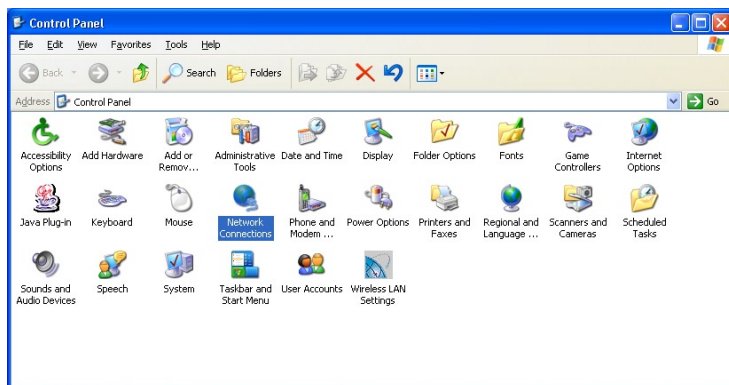 Control Panel
File Edit View Favorites Tools Help
Back Search Folders
Address Control Panel Go
Accessibility Options
Add Hardware
Add or Remov...
Administrative Tools
Date and Time
Display
Folder Options
Fonts
Game Controllers
Internet Options
Java Plug-in
Keyboard
Mouse
Network Connections
Phone and Modem ...
Power Options
Printers and Faxes
Regional and Language ...
Scanners and Cameras
Scheduled Tasks
Sounds and Audio Devices
Speech
System
Taskbar and Start Menu
User Accounts
Wireless LAN Settings